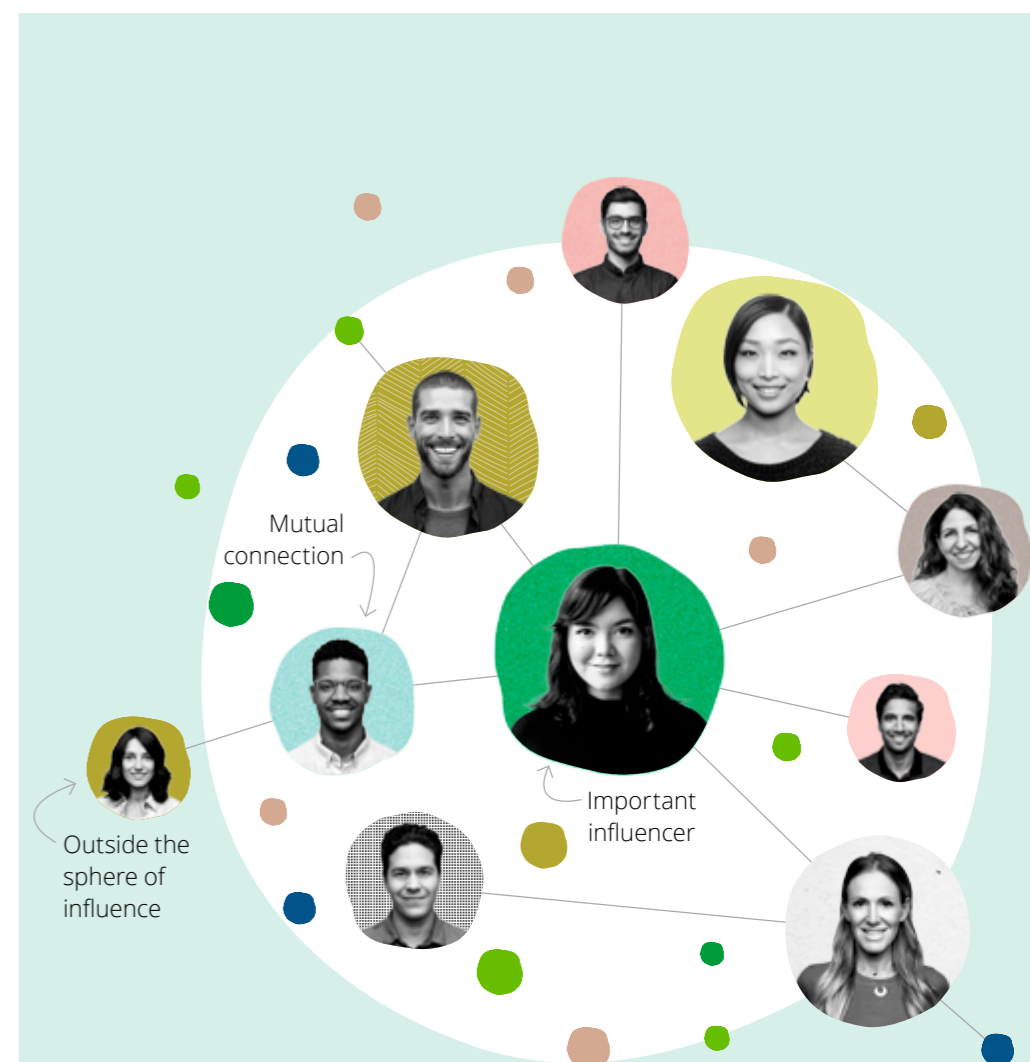 Mutual
connection
Important
influencer
Outside the
sphere of
influence